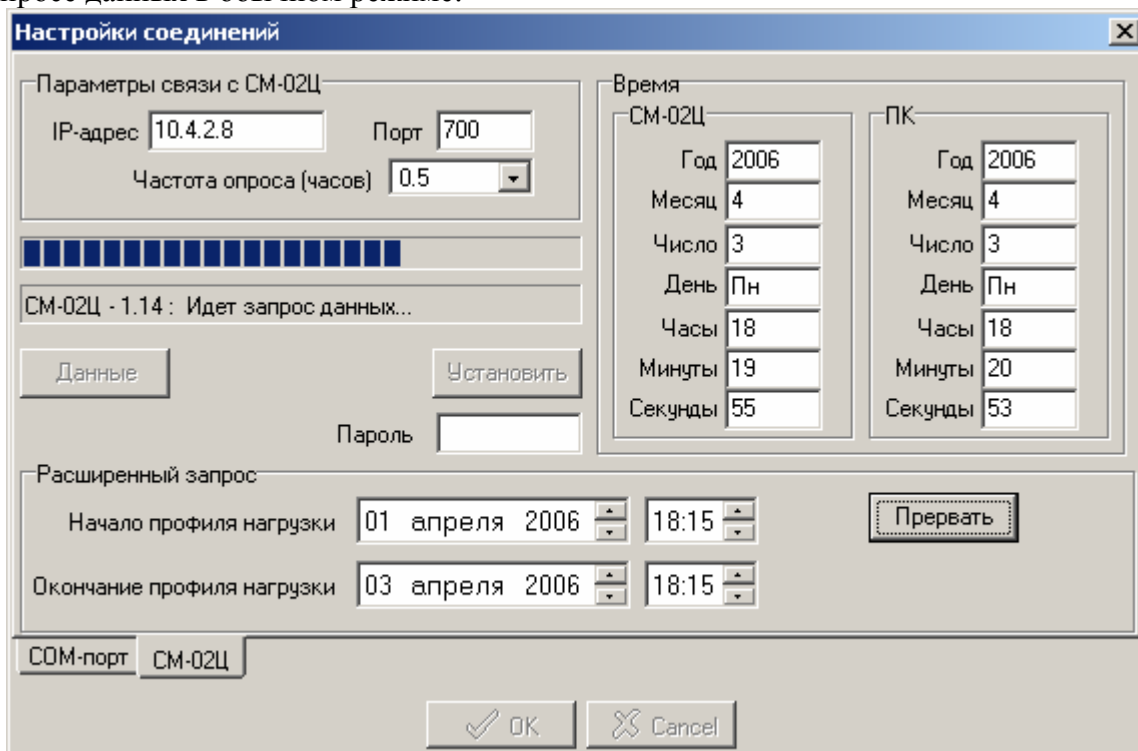 просе данных в обычном режиме.
Настройки соединений
Параметры связи с СМ-02Ц
IP-адрес 10.4.2.8 Порт 700
Частота опроса (часов) 0.5
СМ-02Ц - 1.14 : Идет запрос данных...
Данные Установить
Пароль
Время
СМ-02Ц
Год 2006
Месяц 4
Число 3
День Пн
Часы 18
Минуты 19
Секунды 55
ПК
Год 2006
Месяц 4
Число 3
День Пн
Часы 18
Минуты 20
Секунды 53
Расширенный запрос
Начало профиля нагрузки 01 апреля 2006 18:15 Прервать
Окончание профиля нагрузки 03 апреля 2006 18:15
COM-порт СМ-02Ц
OK Cancel